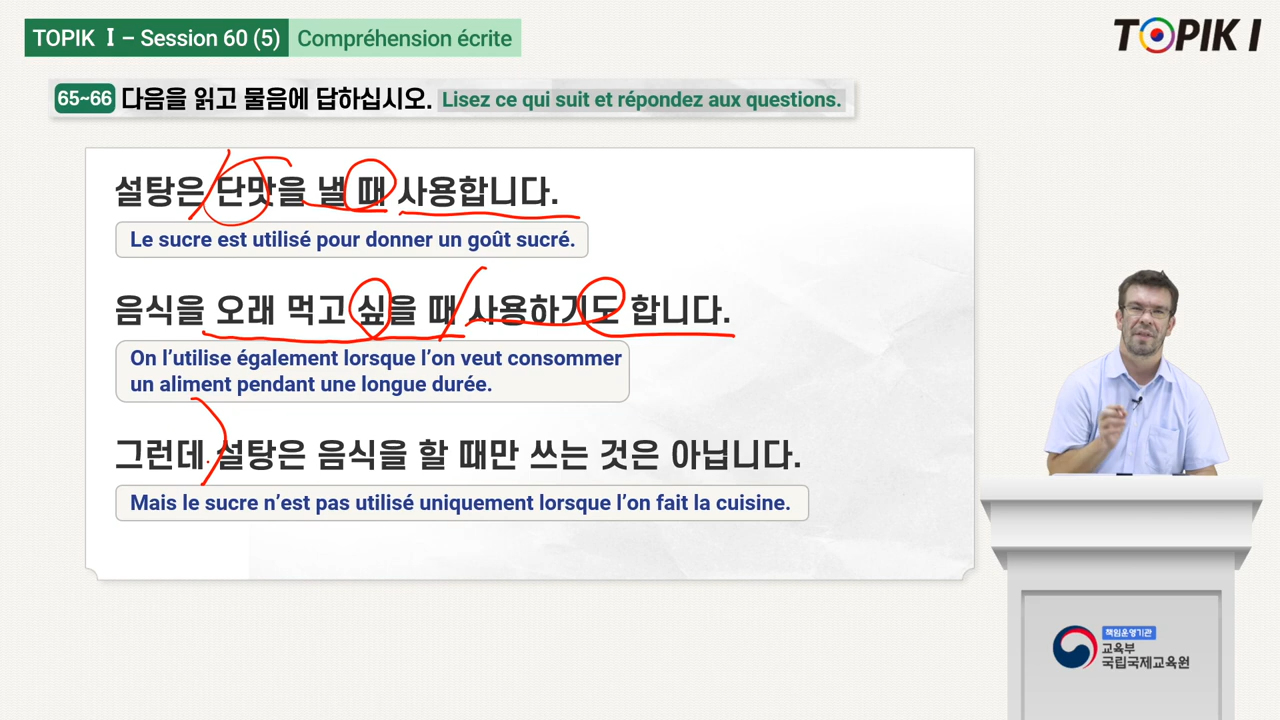 TOPIK Ⅰ – Session 60 (5) Compréhension écrite
TOPIK I
65~66 다음을 읽고 물음에 답하십시오. Lisez ce qui suit et répondez aux questions.
설탕은 단맛을 낼 때 사용합니다.
Le sucre est utilisé pour donner un goût sucré.
음식을 오래 먹고 싶을 때 사용하기도 합니다.
On l’utilise également lorsque l’on veut consommer
un aliment pendant une longue durée.
그런데 설탕은 음식을 할 때만 쓰는 것은 아닙니다.
Mais le sucre n’est pas utilisé uniquement lorsque l’on fait la cuisine.
책임운영기관
교육부
국립국제교육원